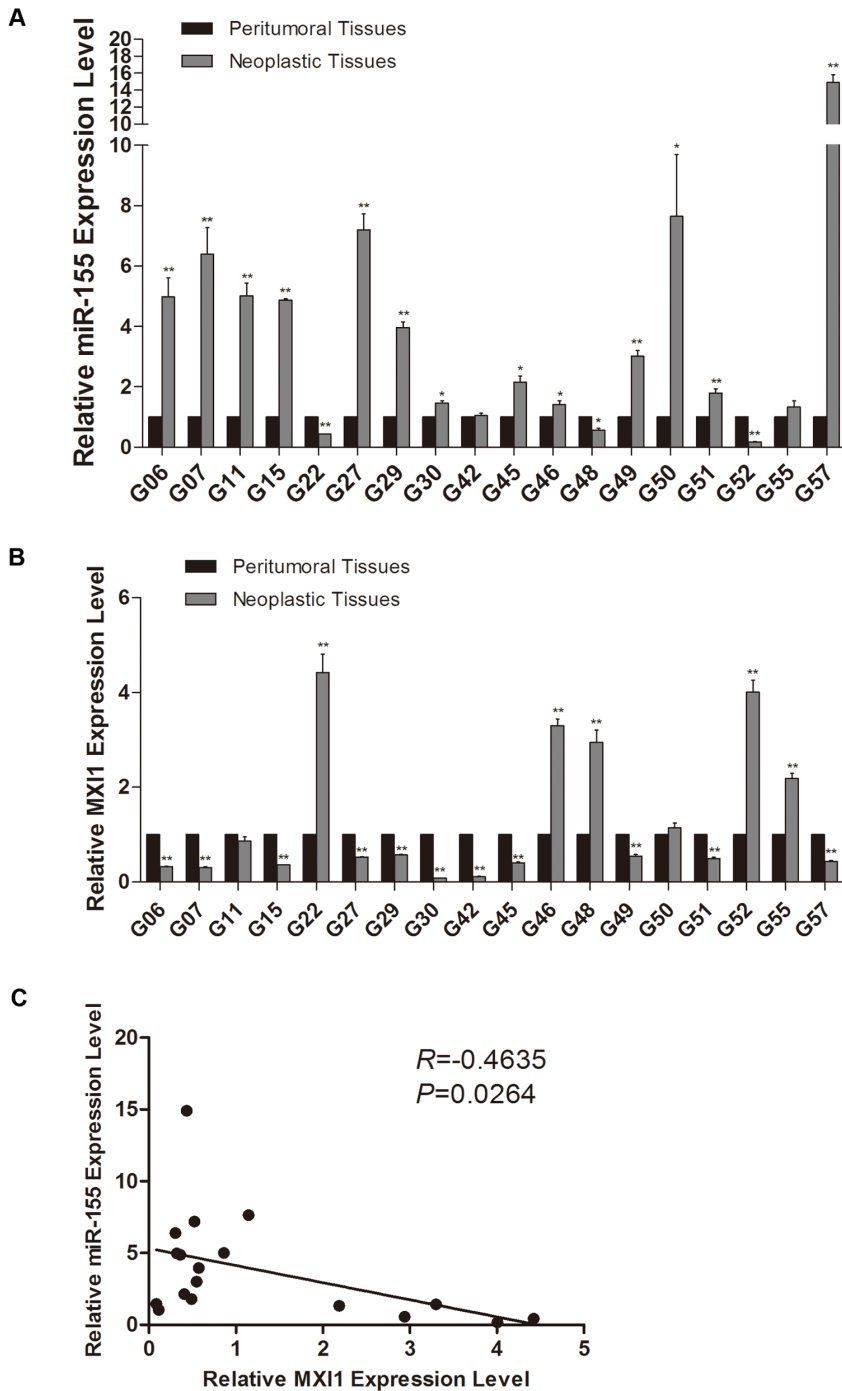 A
Peritumoral Tissues
Neoplastic Tissues
Relative miR-155 Expression Level
20
18
16
14
12
10
10
8
6
4
2
0
** ** ** ** ** ** ** * * * * ** * ** ** **
G06 G07 G11 G15 G22 G27 G29 G30 G42 G45 G46 G48 G49 G50 G51 G52 G55 G57
B
Peritumoral Tissues
Neoplastic Tissues
Relative MXI1 Expression Level
6
4
2
0
** ** ** ** ** ** ** ** ** ** ** ** ** ** ** **
G06 G07 G11 G15 G22 G27 G29 G30 G42 G45 G46 G48 G49 G50 G51 G52 G55 G57
C
Relative miR-155 Expression Level
20
15
10
5
0
R=-0.4635
P=0.0264
0 1 2 3 4 5
Relative MXI1 Expression Level